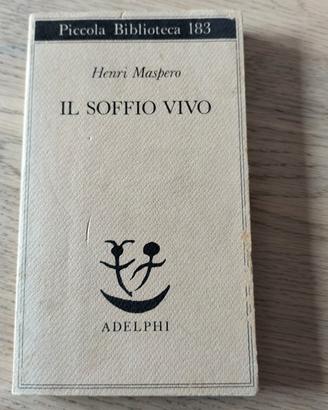 Piccola Biblioteca 183
Henri Maspero
IL SOFFIO VIVO
ADELPHI